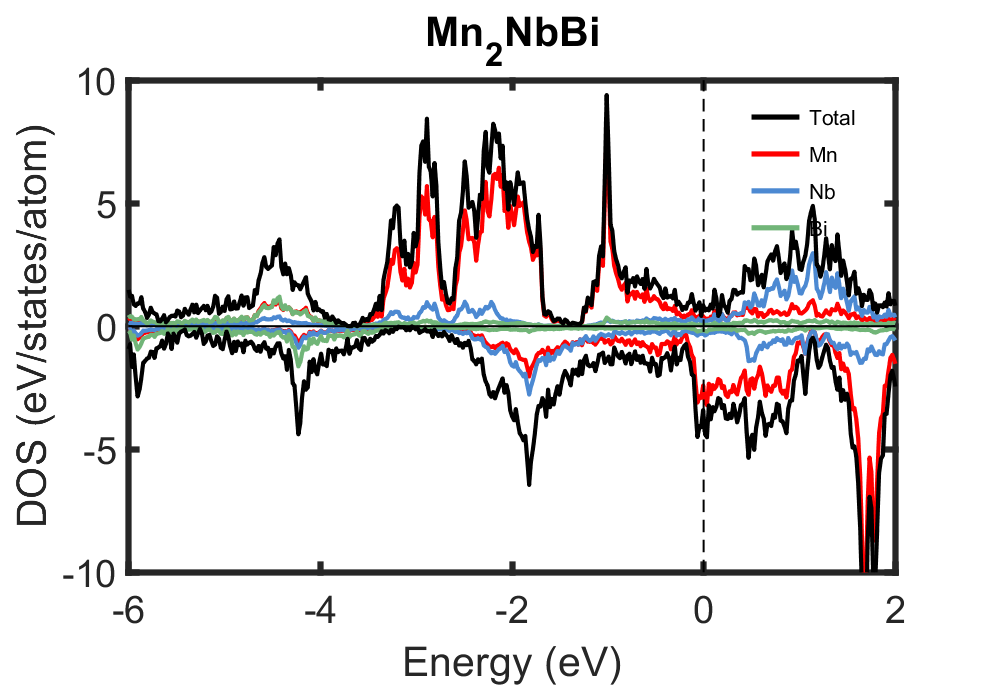 Mn2NbBi
DOS (eV/states/atom)
10
5
0
-5
-10
Total
Mn
Nb
Bi
-6 -4 -2 0 2
Energy (eV)